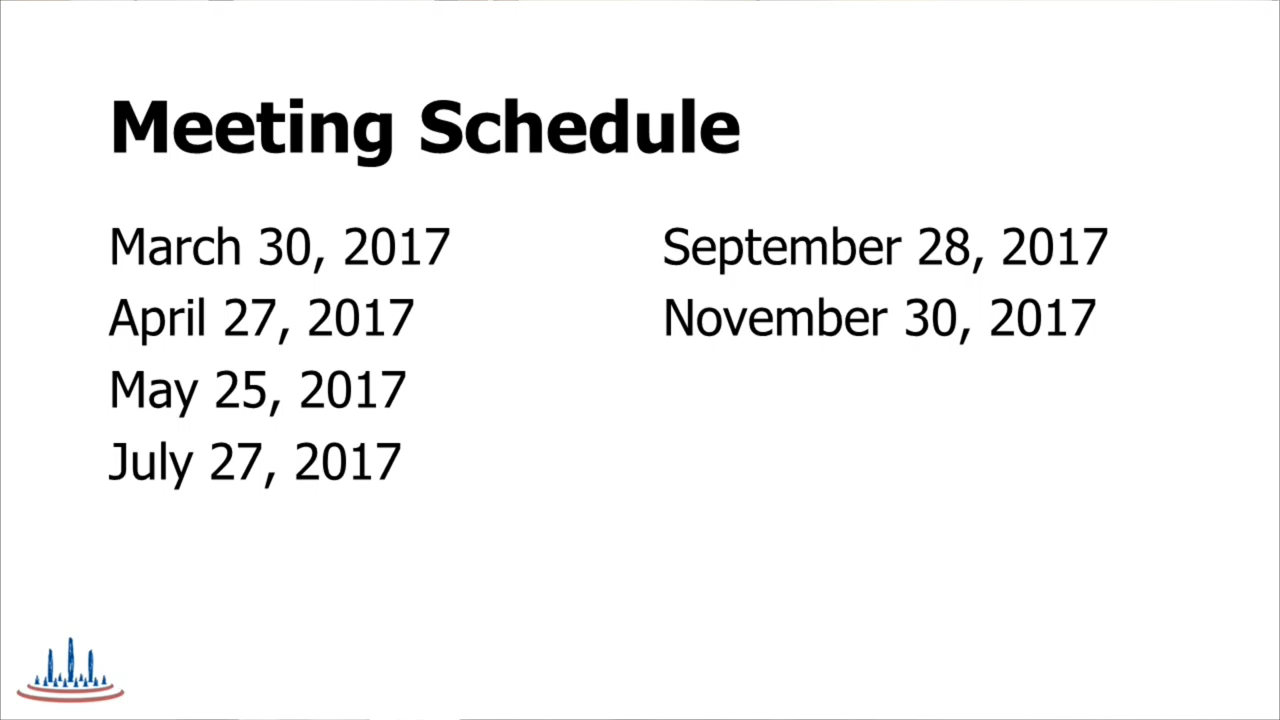 Meeting Schedule
March 30, 2017
April 27, 2017
May 25, 2017
July 27, 2017
September 28, 2017
November 30, 2017